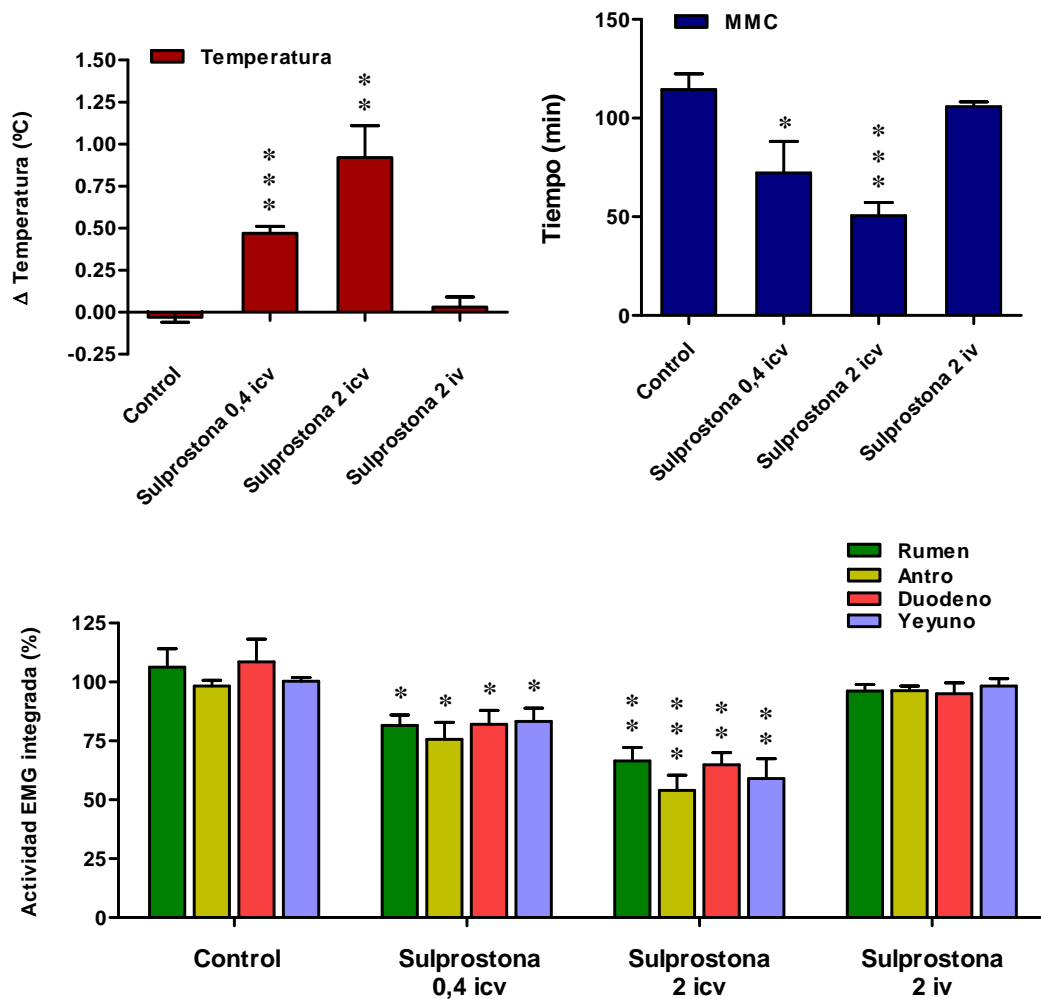 Temperatura
Δ Temperatura (ºC)
1.50
1.25
1.00
0.75
0.50
0.25
0.00
-0.25
* * *
* *
Control
Sulprostona 0,4 icv
Sulprostona 2 icv
Sulprostona 2 iv
MMC
Tiempo (min)
150
100
50
0
*
* * *
Control
Sulprostona 0,4 icv
Sulprostona 2 icv
Sulprostona 2 iv
Rumen
Antro
Duodeno
Yeyuno
Actividad EMG integrada (%)
125
100
75
50
25
0
* * * *
* * * * * * * * *
Control
Sulprostona
0,4 icv
Sulprostona
2 icv
Sulprostona
2 iv